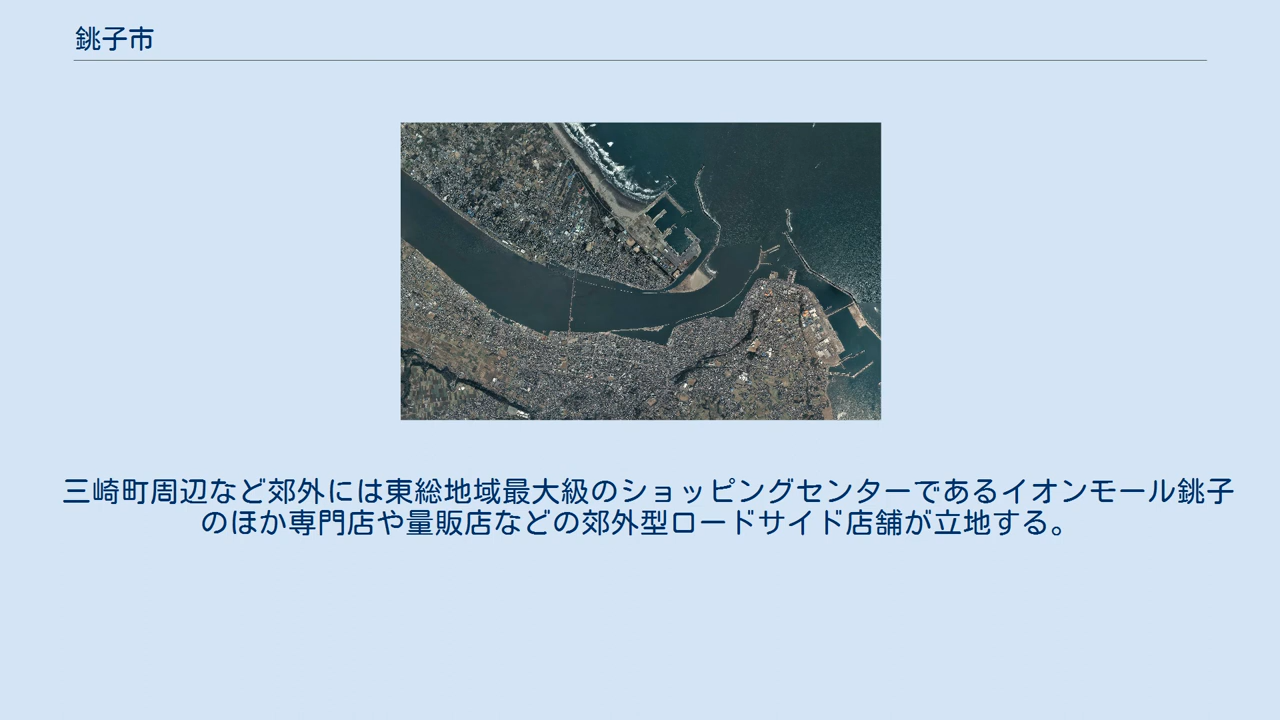 銚子市
三崎町周辺など郊外には東総地域最大級のショッピングセンターであるイオンモール銚子
のほか専門店や量販店などの郊外型ロードサイド店舗が立地する。